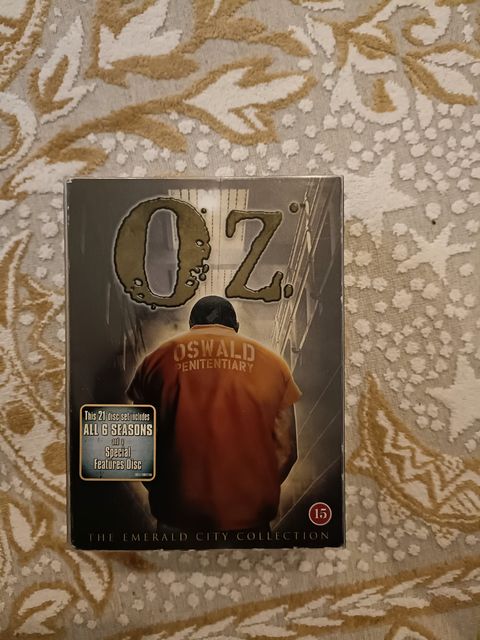 OZ.
OSWALD
PENITENTIARY
This 21 disc set includes
ALL 6 SEASONS
and a
Special
Features Disc
15
THE EMERALD CITY COLLECTION